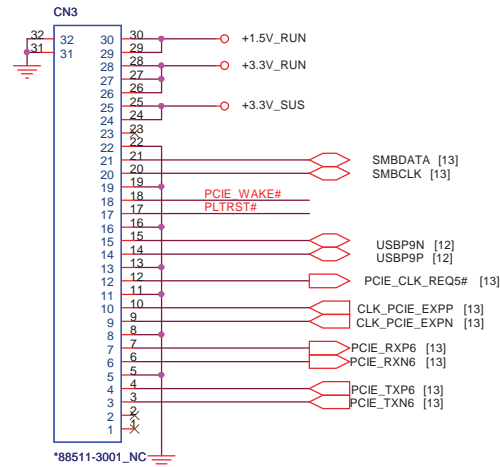 CN3
32 32 30 30 +1.5V_RUN
31 31 29 29
28 28 +3.3V_RUN
27 27
26 26
25 25 +3.3V_SUS
24 24
23 23
22 22
21 21 SMBDATA [13]
20 20 SMBCLK [13]
19 19
18 18 PCIE_WAKE#
17 17 PLTRST#
16 16
15 15 USBP9N [12]
14 14 USBP9P [12]
13 13
12 12 PCIE_CLK_REQ5# [13]
11 11
10 10 CLK_PCIE_EXPP [13]
9 9 CLK_PCIE_EXPN [13]
8 8
7 7 PCIE_RXP6 [13]
6 6 PCIE_RXN6 [13]
5 5
4 4 PCIE_TXP6 [13]
3 3 PCIE_TXN6 [13]
2 2
1 1
*88511-3001_NC